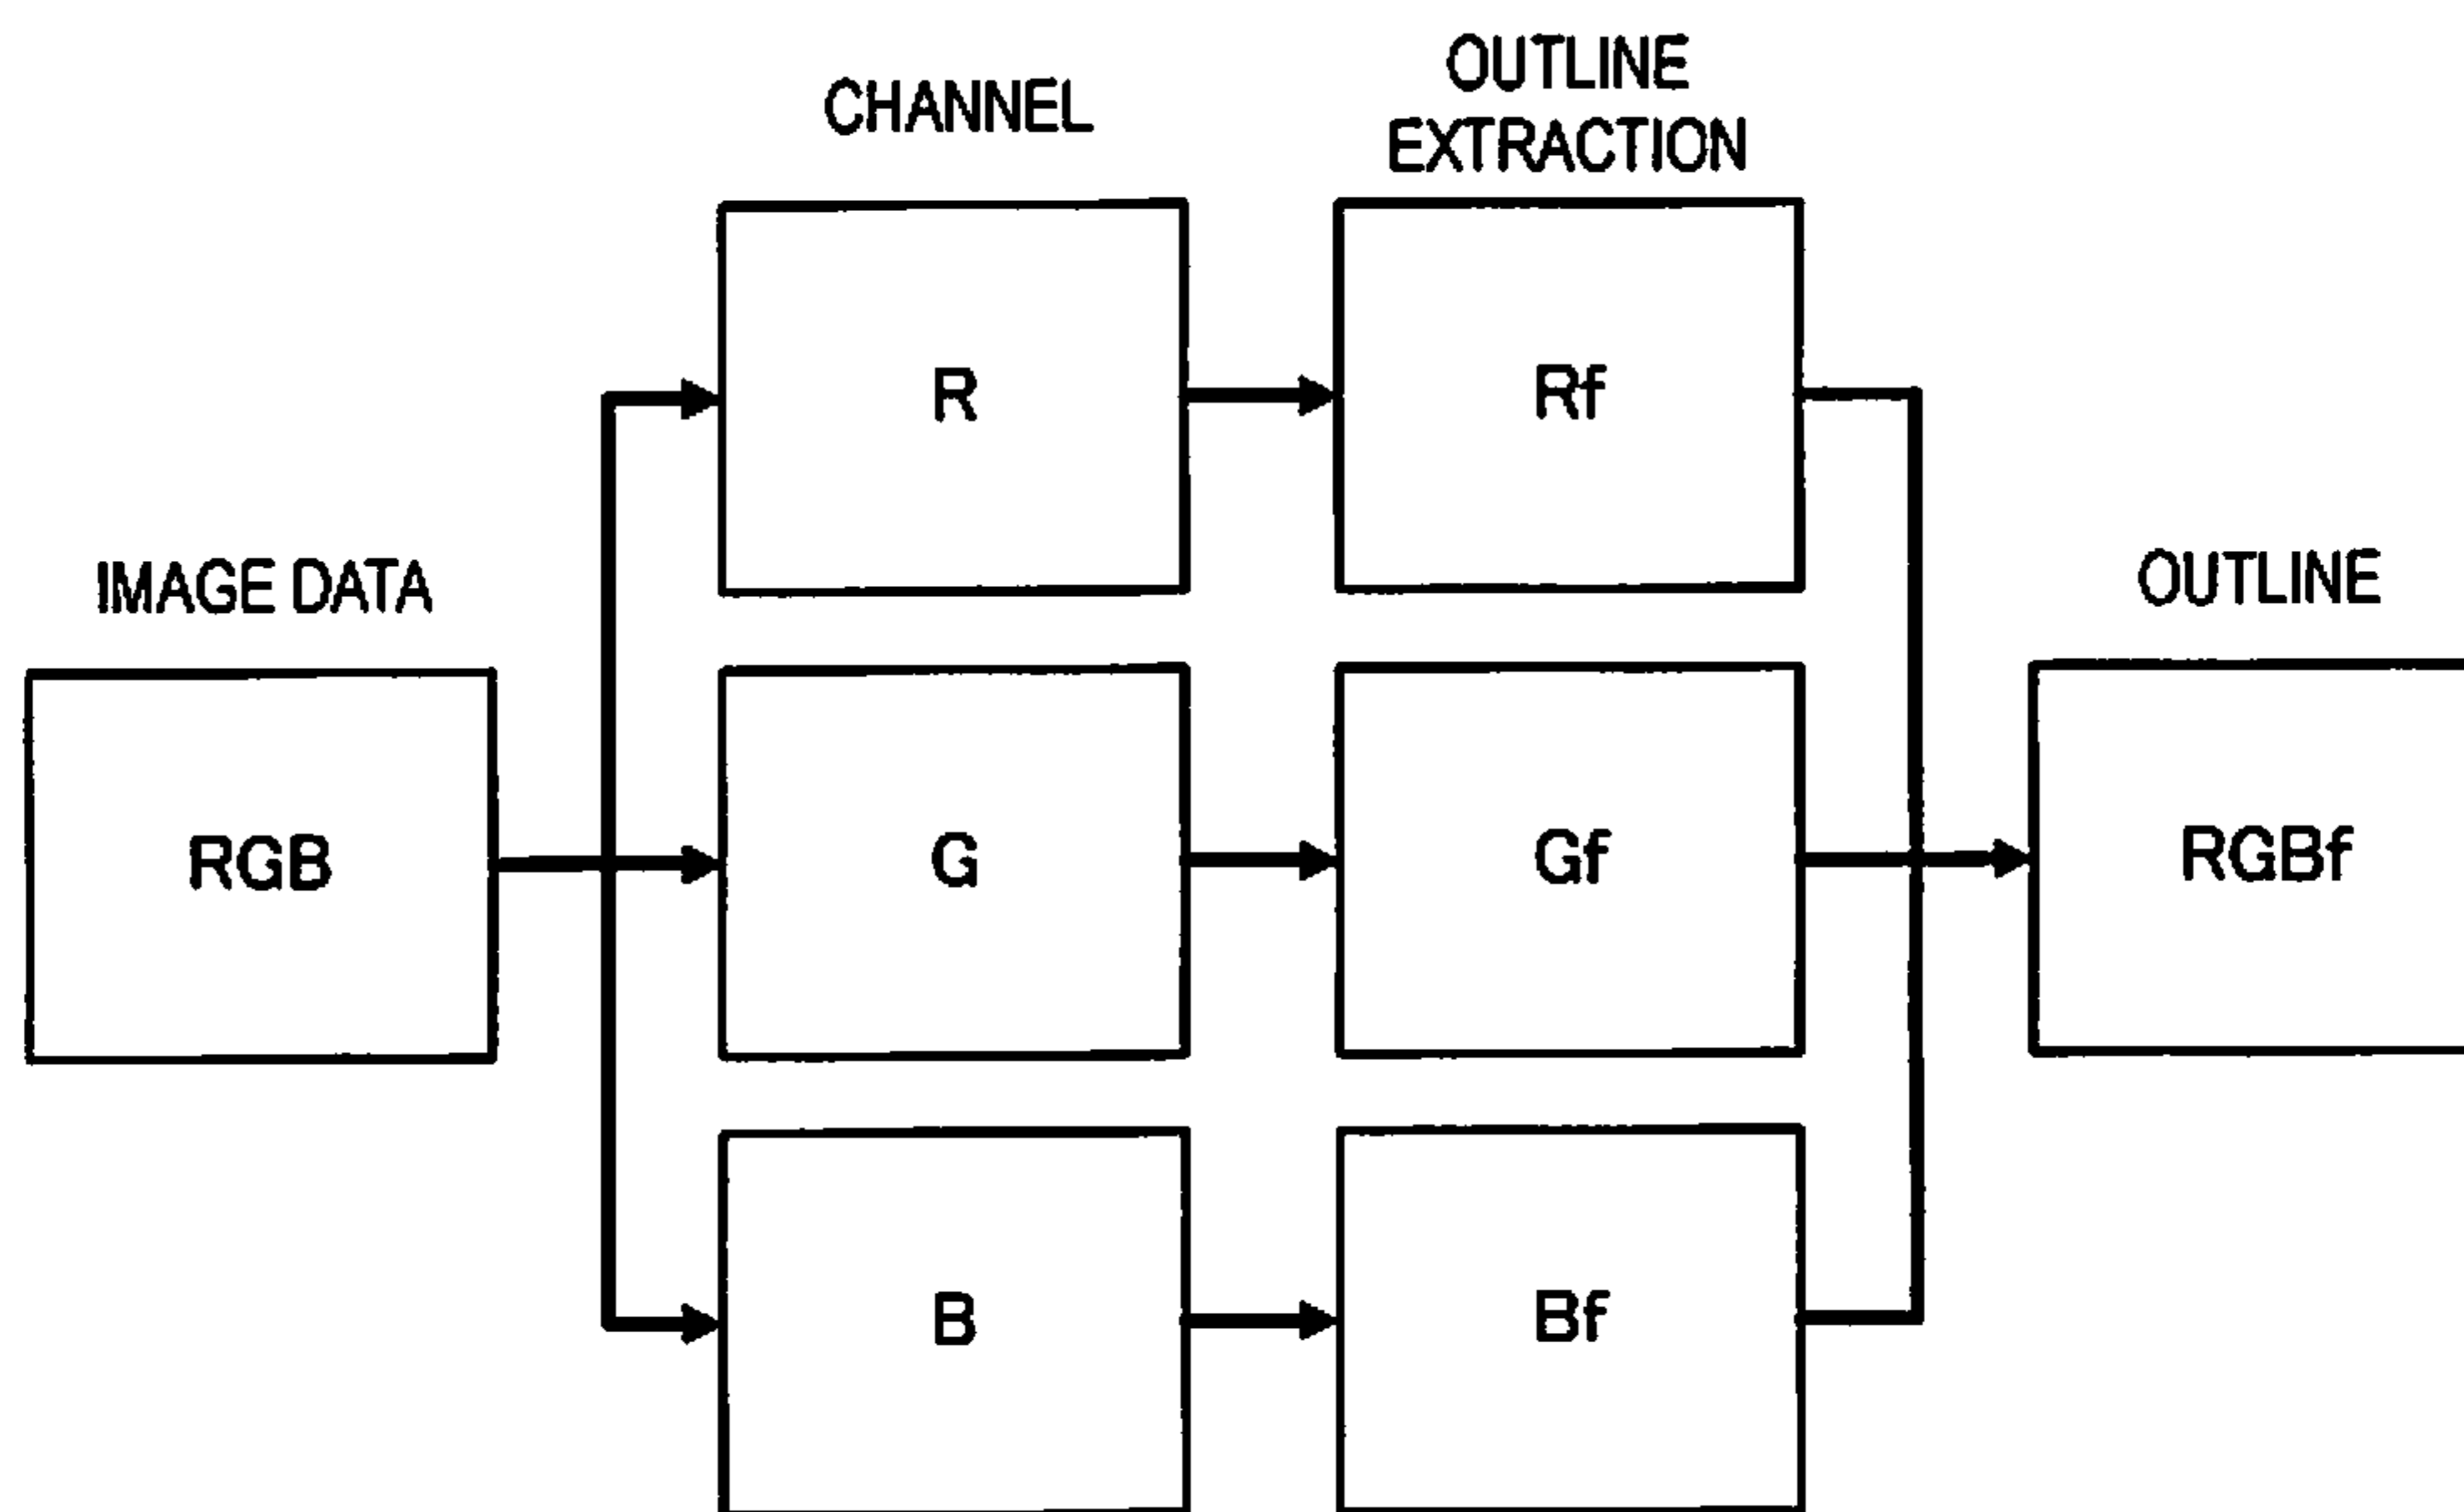 OUTLINE
EXTRACTION
CHANNEL
R
Rf
IMAGE DATA
OUTLINE
RGB
G
Gf
RGBf
B
Bf